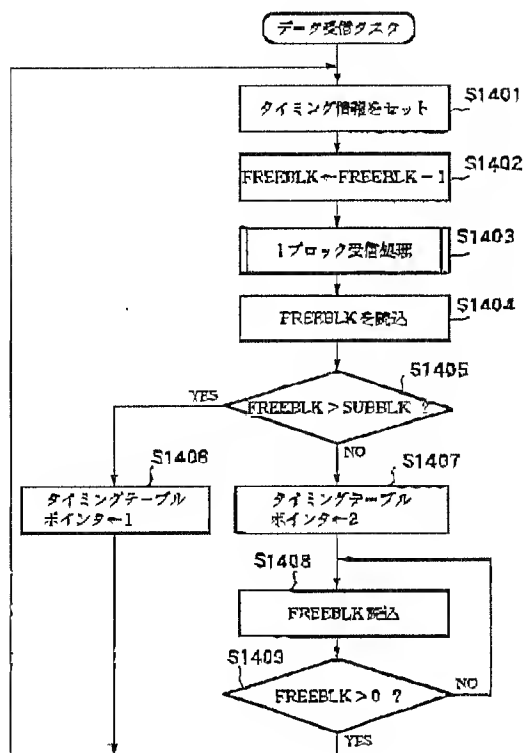 データ受信タスク
タイミング情報をセット
S1401
FREEBLK←FREEBLK-1
S1402
1ブロック受信処理
S1403
FREEBLKを読込
S1404
S1405
YES
FREEBLK>SUBBLK ?
NO
S1406
S1407
タイミングテーブル
ポインタ←1
タイミングテーブル
ポインタ←2
S1408
FREEBLK読込
S1409
FREEBLK>0 ?
NO
YES